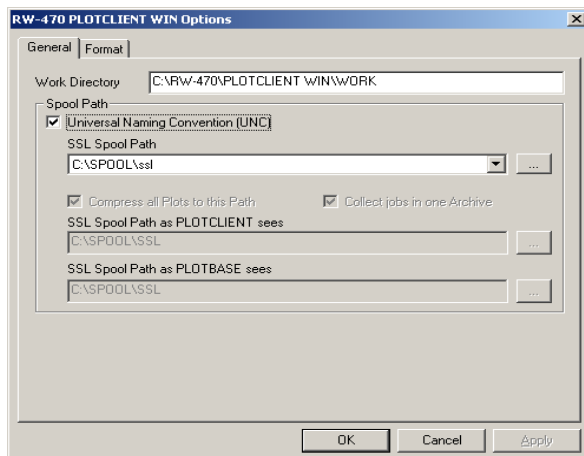 RW-470 PLOTCLIENT WIN Options
General Format
Work Directory C:\RW-470\PLOTCLIENT WIN\WORK
Spool Path
Universal Naming Convention (UNC)
SSL Spool Path
C:\SPOOL\ssl ...
Compress all Plots to this Path Collect jobs in one Archive
SSL Spool Path as PLOTCLIENT sees
C:\SPOOL\SSL ...
SSL Spool Path as PLOTBASE sees
C:\SPOOL\SSL ...
OK Cancel Apply